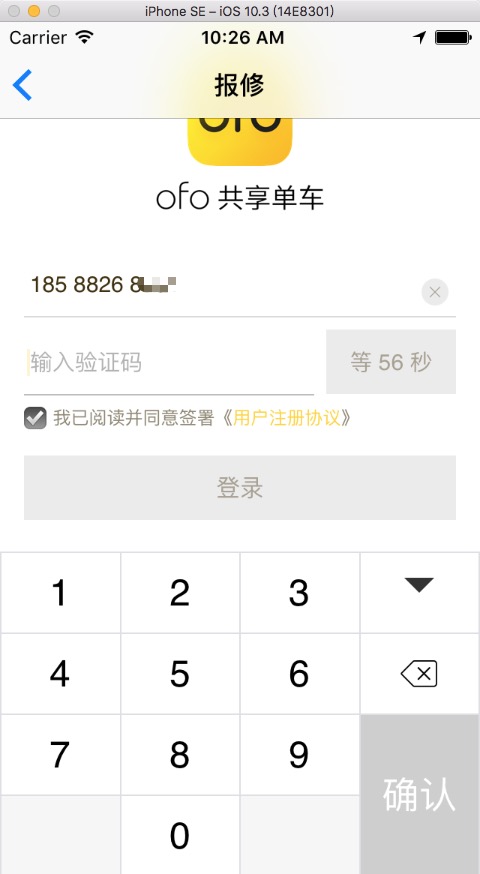 iPhone SE – iOS 10.3 (14E8301)
Carrier 10:26 AM
报修
ofo
ofo 共享单车
185 8826 8
输入验证码 等 56 秒
我已阅读并同意签署《用户注册协议》
登录
1 2 3
4 5 6
7 8 9
确认
0